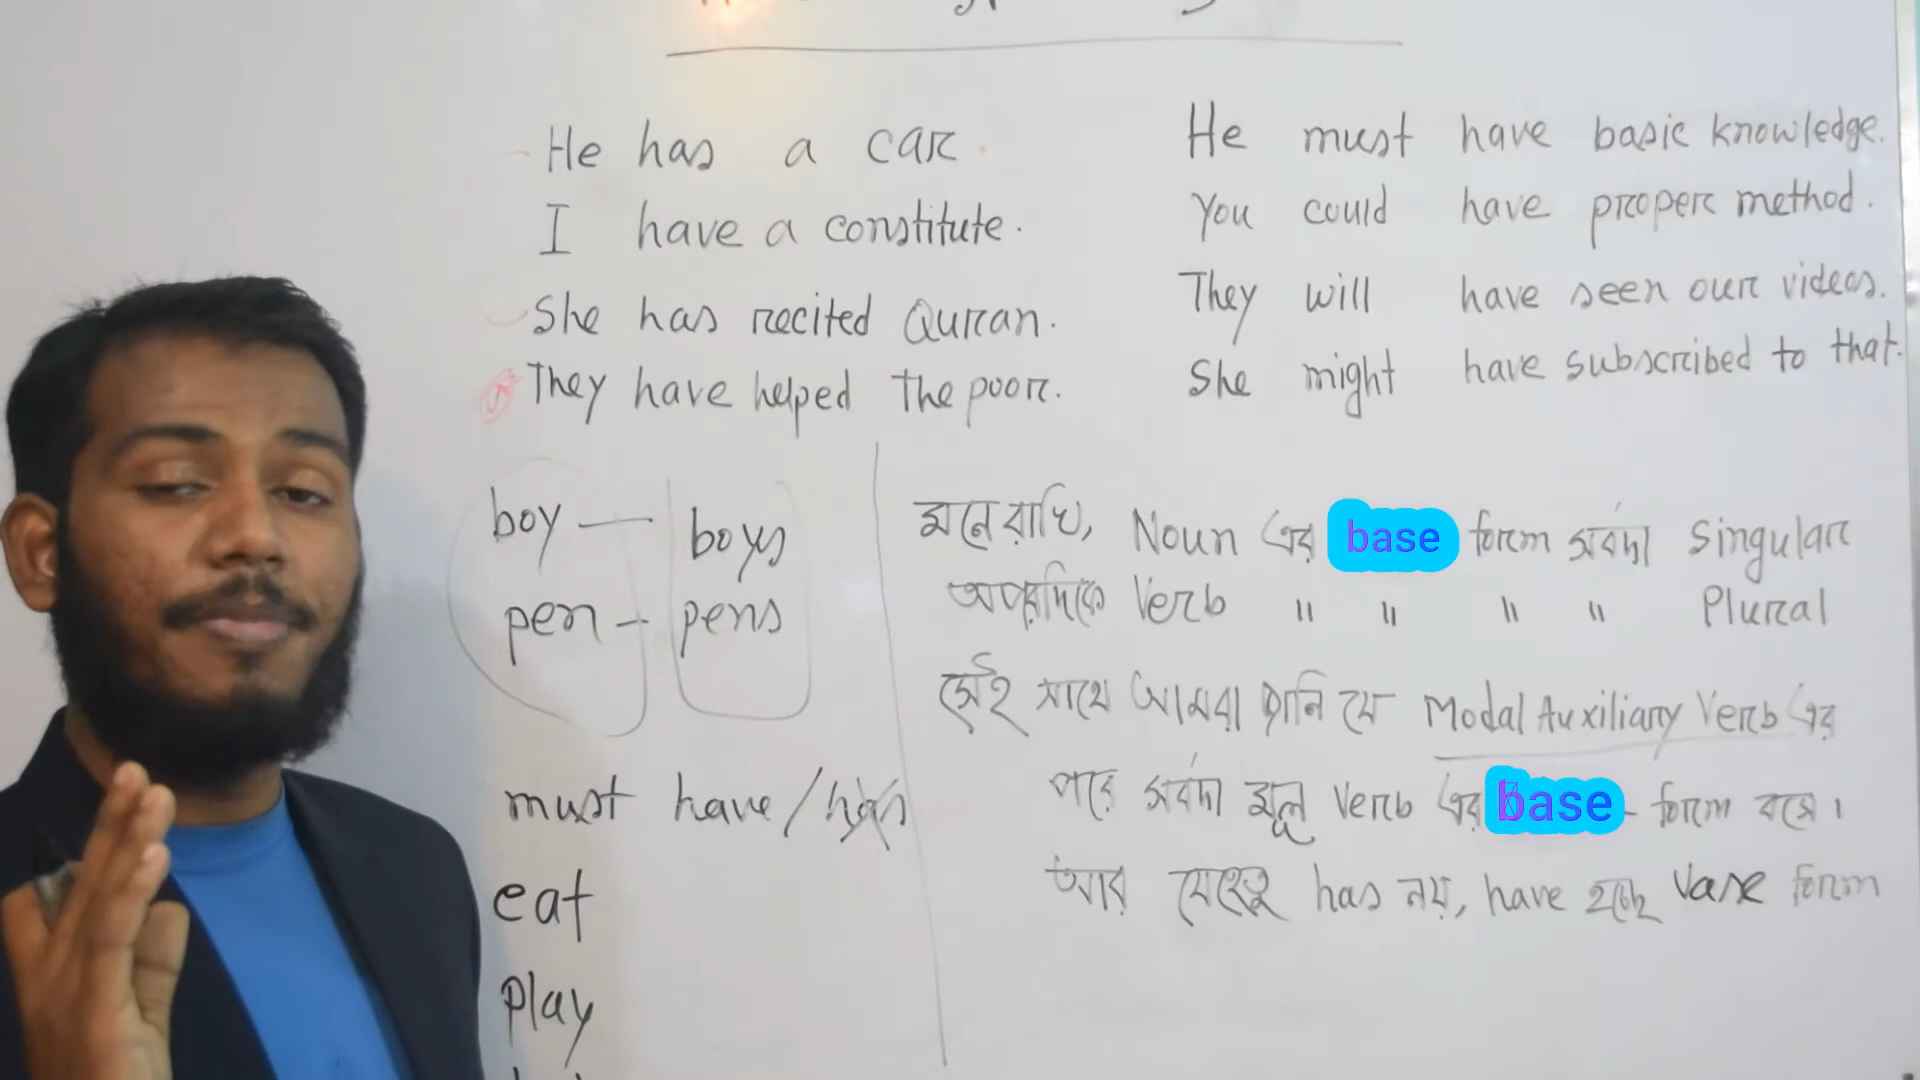 He has a car.
I have a constitute.
She has recited Quran.
They have helped the poor.
He must have basic knowledge.
You could have proper method.
They will have seen our videos.
She might have subscribed to that.
boy — boys
pen – pens
must have / has
eat
play
মনে রাখি, Noun এর base form সর্বদা Singular
অপরদিকে Verb " " " " Plural
সেই সাথে আমরা জানি যে Modal Auxiliary Verb এর
পরে সর্বদা মূল Verb এর base form বসে।
আর যেহেতু has নয়, have হচ্ছে Vase form